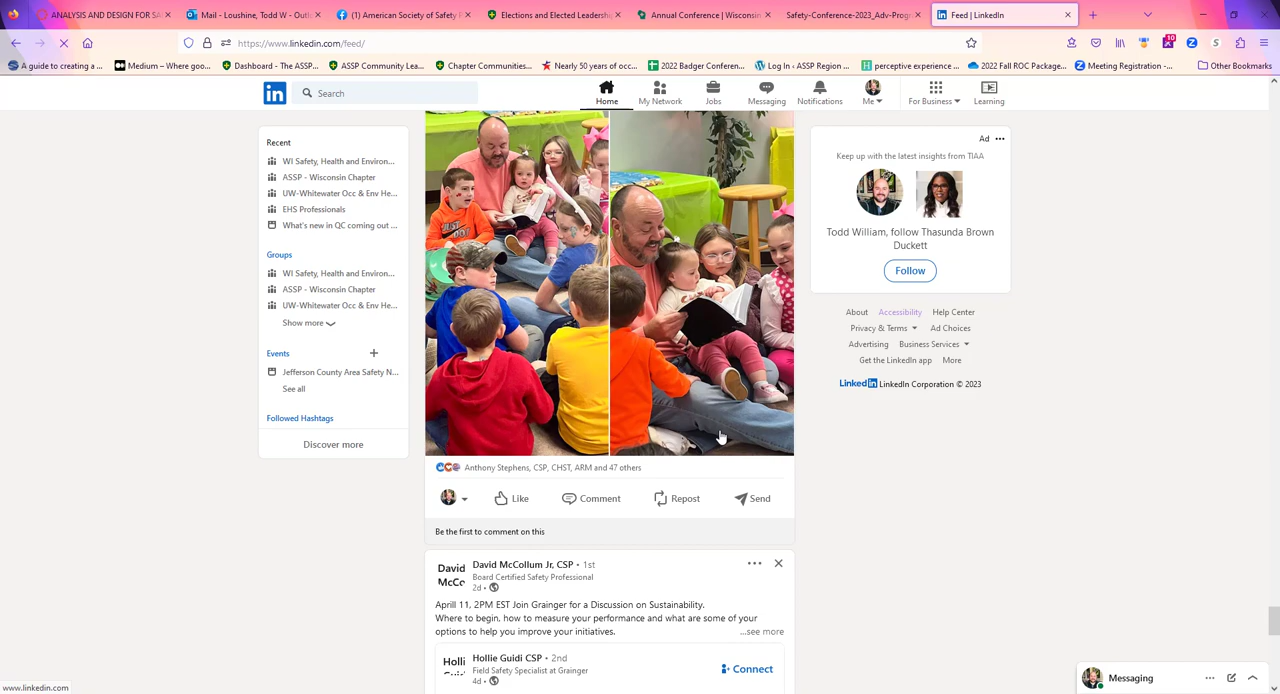 ANALYSIS AND DESIGN FOR SA
Mail - Loushine, Todd W - Out
(1) American Society of Safety P
Elections and Elected Leadersh
Annual Conference | Wisconsin
Safety-Conference-2023_Adv-Progr
Feed | LinkedIn
https://www.linkedin.com/feed/
10
A guide to creating a ...
Medium – Where goo...
Dashboard - The ASSP...
ASSP Community Lea...
Chapter Communities...
Nearly 50 years of occ...
2022 Badger Conferen...
Log In ‹ ASSP Region ...
perceptive experience ...
2022 Fall ROC Package...
Meeting Registration -...
Other Bookmarks
in
Search
Home
My Network
Jobs
Messaging
Notifications
Me
For Business
Learning
Recent
WI Safety, Health and Environ...
ASSP - Wisconsin Chapter
UW-Whitewater Occ & Env He...
EHS Professionals
What's new in QC coming out ...
Groups
WI Safety, Health and Environ...
ASSP - Wisconsin Chapter
UW-Whitewater Occ & Env He...
Show more
Events
Jefferson County Area Safety N...
See all
Followed Hashtags
Discover more
Anthony Stephens, CSP, CHST, ARM and 47 others
Like
Comment
Repost
Send
Be the first to comment on this
David
McCo
David McCollum Jr, CSP • 1st
Board Certified Safety Professional
2d •
Aprill 11, 2PM EST Join Grainger for a Discussion on Sustainability.
Where to begin, how to measure your performance and what are some of your
options to help you improve your initiatives.
...see more
Hollie
Hollie Guidi CSP • 2nd
Field Safety Specialist at Grainger
4d •
Connect
Ad
Keep up with the latest insights from TIAA
Todd William, follow Thasunda Brown
Duckett
Follow
About
Accessibility
Help Center
Privacy & Terms
Ad Choices
Advertising
Business Services
Get the LinkedIn app
More
Linked in LinkedIn Corporation © 2023
Messaging
www.linkedin.com